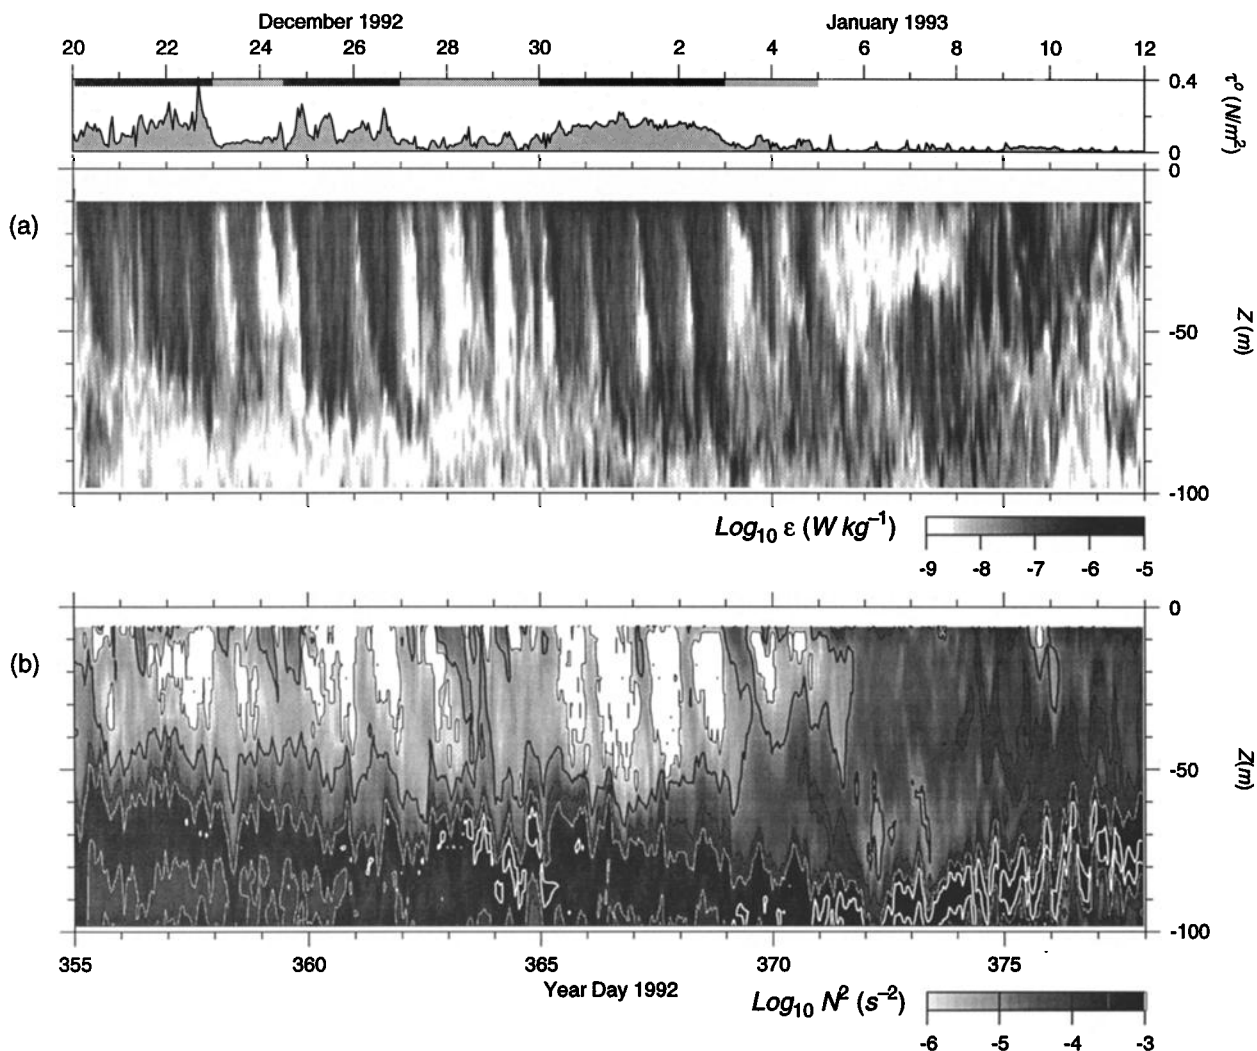 December 1992 January 1993
20 22 24 26 28 30 2 4 6 8 10 12
0.4
τ° (N/m²)
0
0
(a)
-50
Z (m)
-100
Log₁₀ ε (W kg⁻¹)
-9 -8 -7 -6 -5
0
(b)
-50
Z(m)
-100
355 360 365 370 375
Year Day 1992
Log₁₀ N² (s⁻²)
-6 -5 -4 -3